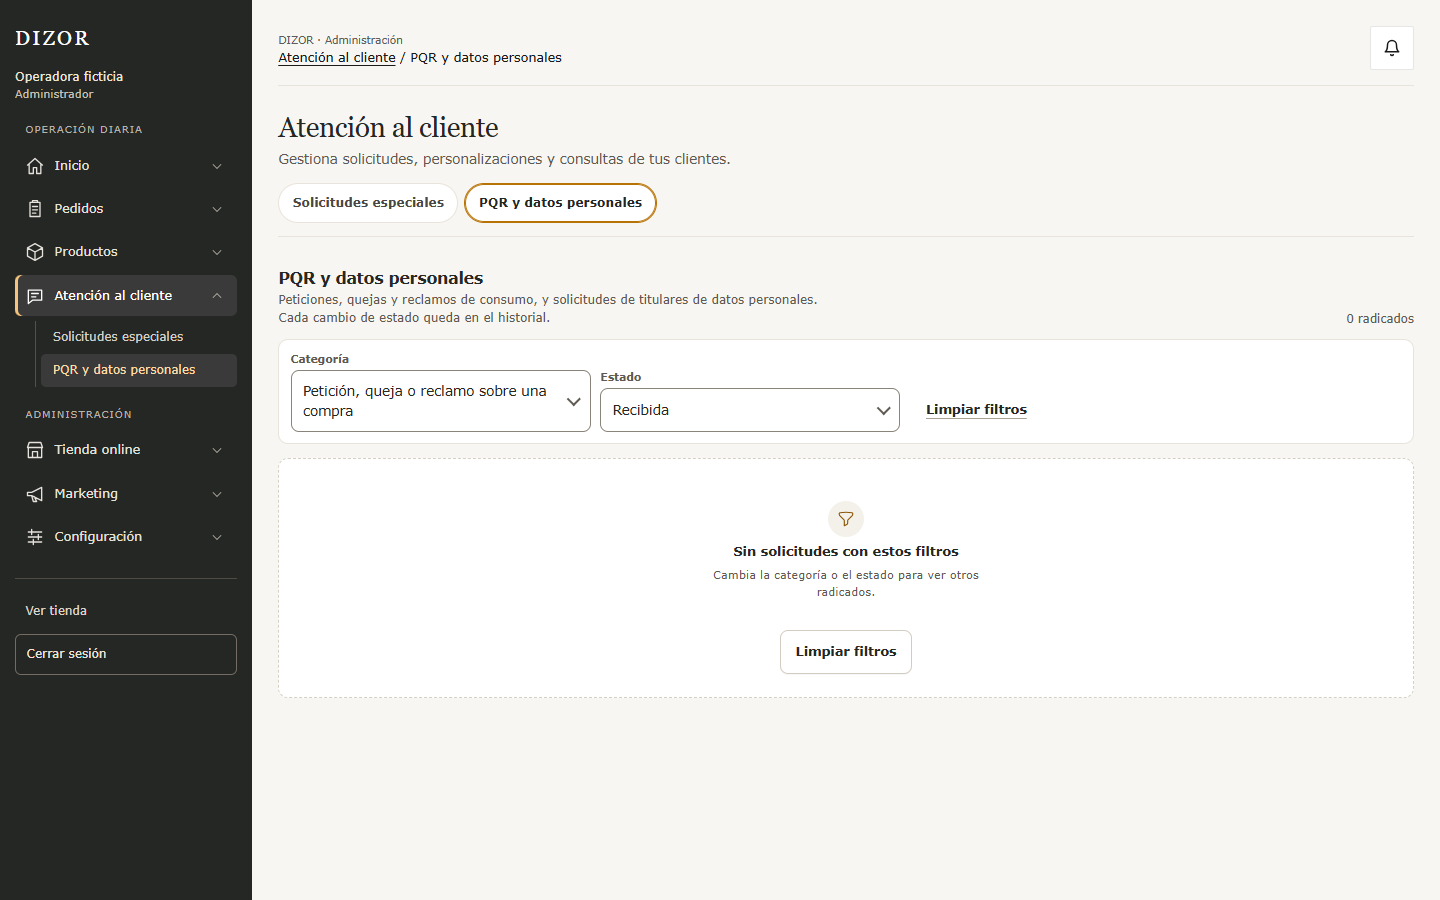 DIZOR
Operadora ficticia
Administrador
OPERACIÓN DIARIA
Inicio
Pedidos
Productos
Atención al cliente
Solicitudes especiales
PQR y datos personales
ADMINISTRACIÓN
Tienda online
Marketing
Configuración
Ver tienda
Cerrar sesión
DIZOR · Administración
Atención al cliente / PQR y datos personales
Atención al cliente
Gestiona solicitudes, personalizaciones y consultas de tus clientes.
Solicitudes especiales
PQR y datos personales
PQR y datos personales
Peticiones, quejas y reclamos de consumo, y solicitudes de titulares de datos personales.
Cada cambio de estado queda en el historial.
0 radicados
Categoría
Petición, queja o reclamo sobre una
compra
Estado
Recibida
Limpiar filtros
Sin solicitudes con estos filtros
Cambia la categoría o el estado para ver otros
radicados.
Limpiar filtros